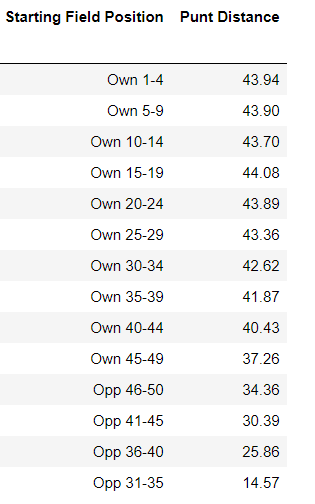 Starting Field Position Punt Distance
Own 1-4 43.94
Own 5-9 43.90
Own 10-14 43.70
Own 15-19 44.08
Own 20-24 43.89
Own 25-29 43.36
Own 30-34 42.62
Own 35-39 41.87
Own 40-44 40.43
Own 45-49 37.26
Opp 46-50 34.36
Opp 41-45 30.39
Opp 36-40 25.86
Opp 31-35 14.57